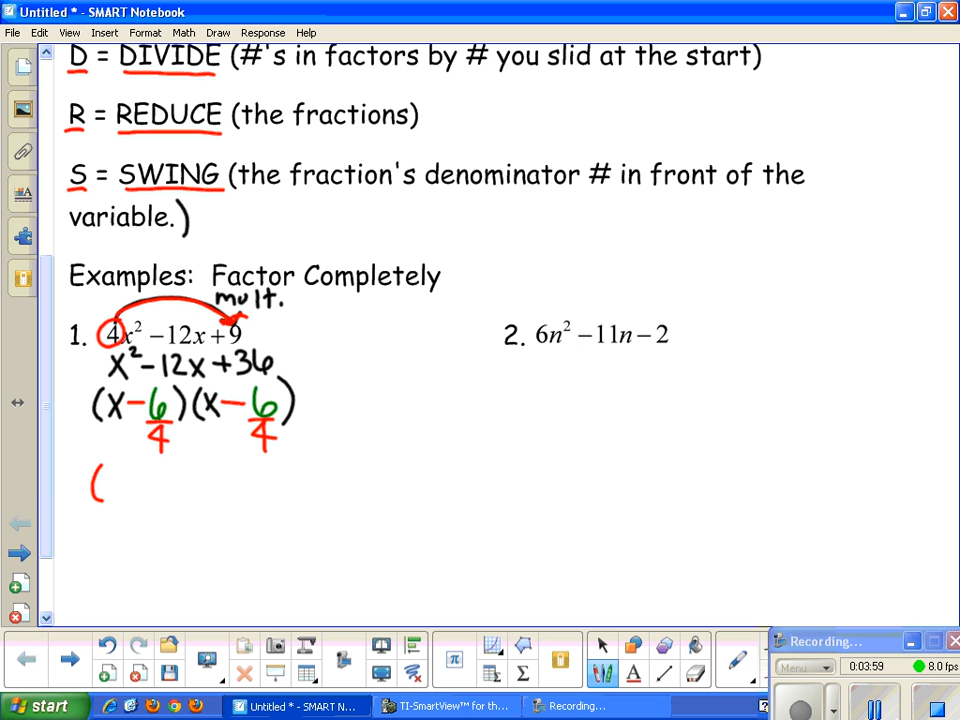 Untitled * - SMART Notebook
File Edit View Insert Format Math Draw Response Help
D = DIVIDE (#'s in factors by # you slid at the start)
R = REDUCE (the fractions)
S = SWING (the fraction's denominator # in front of the
variable.)
Examples: Factor Completely
mult.
1. 4x² − 12x + 9
2. 6n² − 11n − 2
x² − 12x + 36
(x − 6/4)(x − 6/4)
(
Recording...
Menu
0:03:59
8.0 fps
start
Untitled * - SMART N...
TI-SmartView™ for th...
Recording...